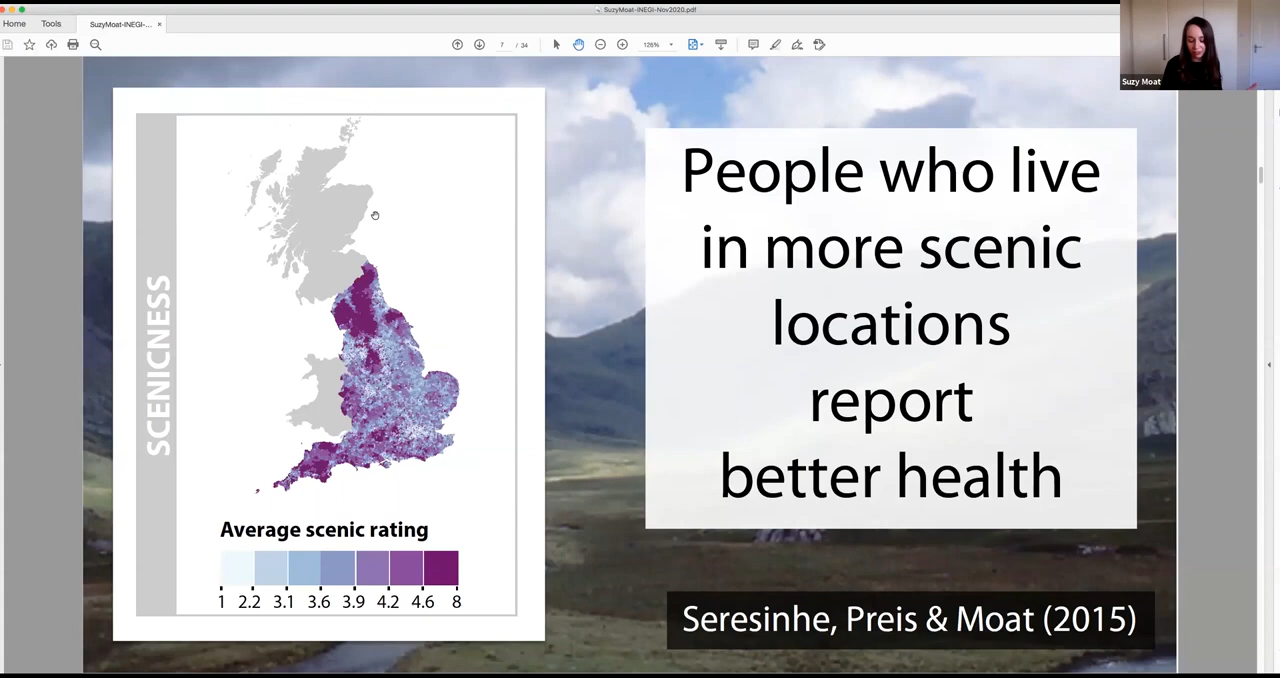 SuzyMoat-INEGI-Nov2020.pdf
Home Tools SuzyMoat-INEGI-... ×
7 / 34 126%
Suzy Moat
SCENICNESS
Average scenic rating
1 2.2 3.1 3.6 3.9 4.2 4.6 8
People who live
in more scenic
locations
report
better health
Seresinhe, Preis & Moat (2015)